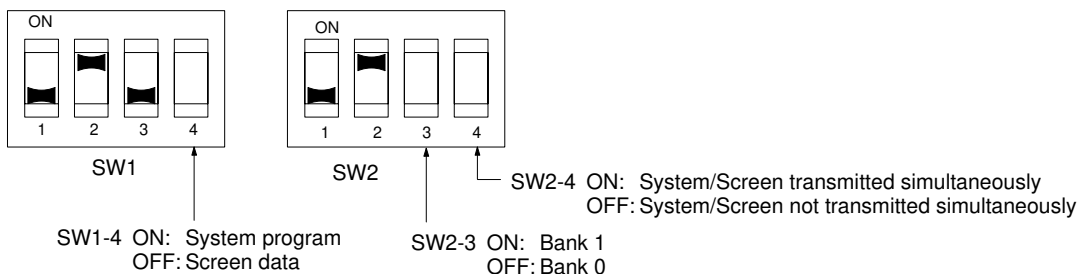 ON
1 2 3 4
SW1
ON
1 2 3 4
SW2
SW1-4 ON: System program
OFF: Screen data
SW2-3 ON: Bank 1
OFF: Bank 0
SW2-4 ON: System/Screen transmitted simultaneously
OFF: System/Screen not transmitted simultaneously